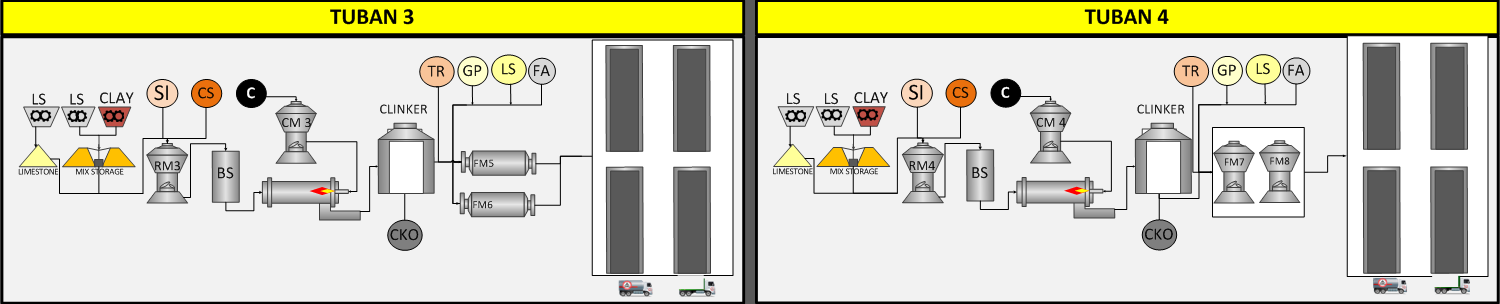 TUBAN 3
TR GP LS FA
LS LS CLAY SI CS C
CLINKER
CM 3
RM3
FM5
LIMESTONE MIX STORAGE BS
FM6
CKO
TUBAN 4
TR GP LS FA
LS LS CLAY SI CS C
CLINKER
CM 4
RM4
FM7 FM8
LIMESTONE MIX STORAGE BS
CKO